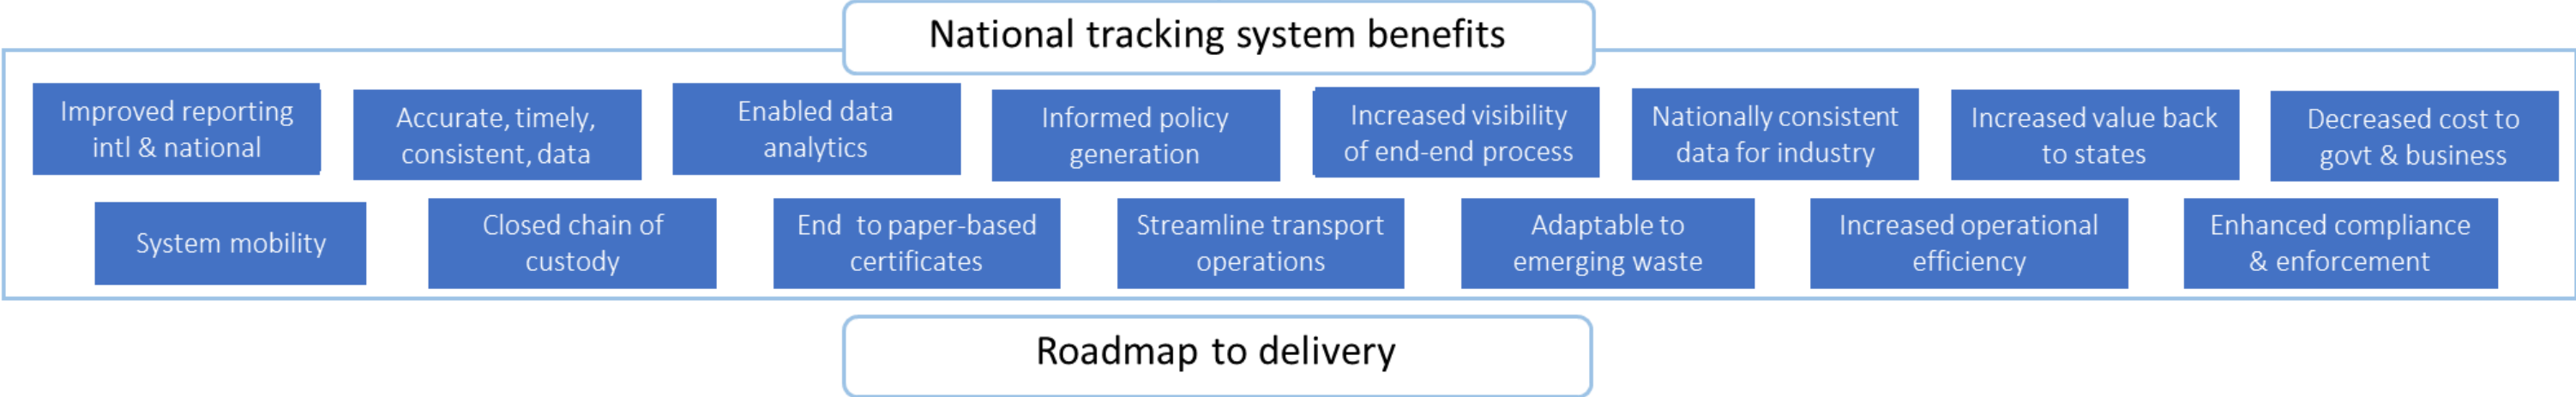 National tracking system benefits
Improved reporting
intl & national
Accurate, timely,
consistent, data
Enabled data
analytics
Informed policy
generation
Increased visibility
of end-end process
Nationally consistent
data for industry
Increased value back
to states
Decreased cost to
govt & business
System mobility
Closed chain of
custody
End to paper-based
certificates
Streamline transport
operations
Adaptable to
emerging waste
Increased operational
efficiency
Enhanced compliance
& enforcement
Roadmap to delivery